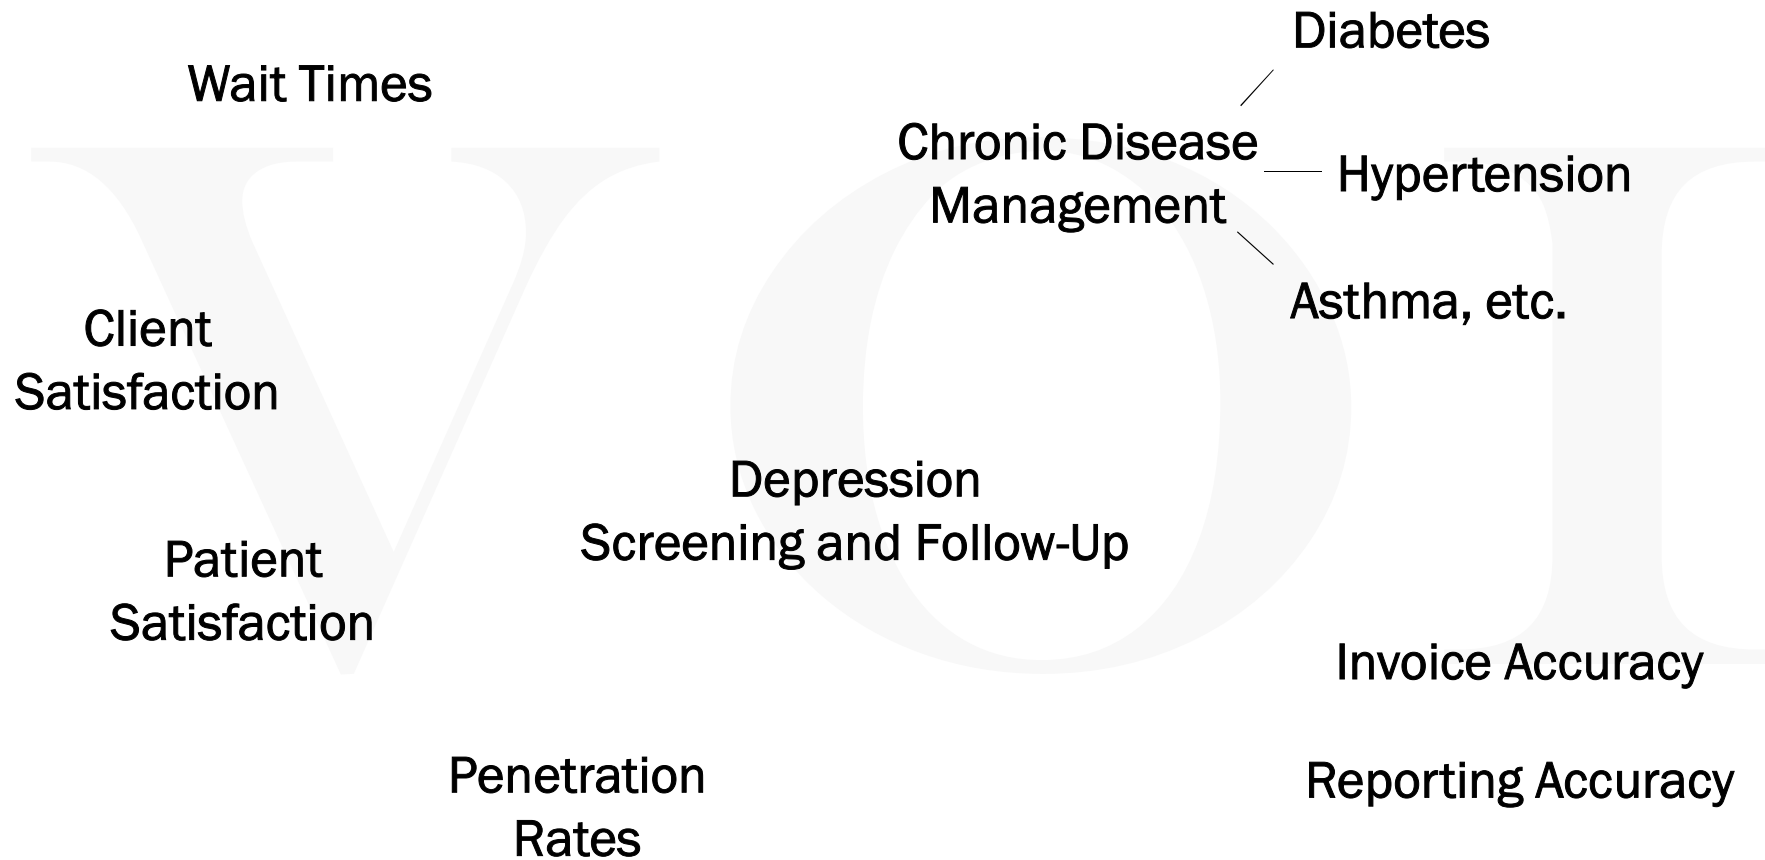 Diabetes
Wait Times
Chronic Disease
Management
Hypertension
Asthma, etc.
Client
Satisfaction
Depression
Screening and Follow-Up
Patient
Satisfaction
Invoice Accuracy
Penetration
Rates
Reporting Accuracy
VOI